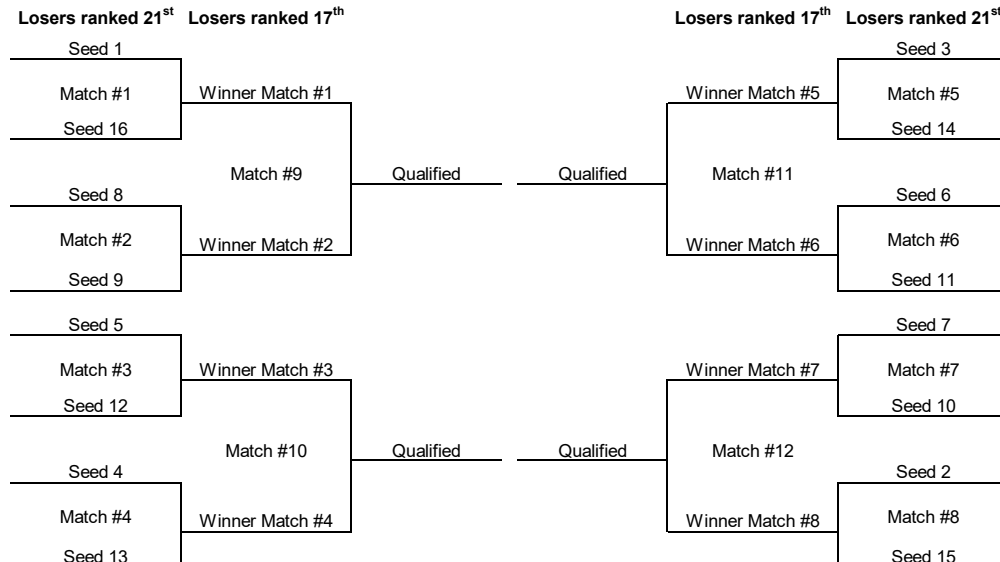 Losers ranked 21st Losers ranked 17th Losers ranked 17th Losers ranked 21st
Seed 1 Seed 3
Match #1 Winner Match #1 Winner Match #5 Match #5
Seed 16 Seed 14
Match #9 Qualified Qualified Match #11
Seed 8 Seed 6
Match #2 Winner Match #2 Winner Match #6 Match #6
Seed 9 Seed 11
Seed 5 Seed 7
Match #3 Winner Match #3 Winner Match #7 Match #7
Seed 12 Seed 10
Match #10 Qualified Qualified Match #12
Seed 4 Seed 2
Match #4 Winner Match #4 Winner Match #8 Match #8
Seed 13 Seed 15